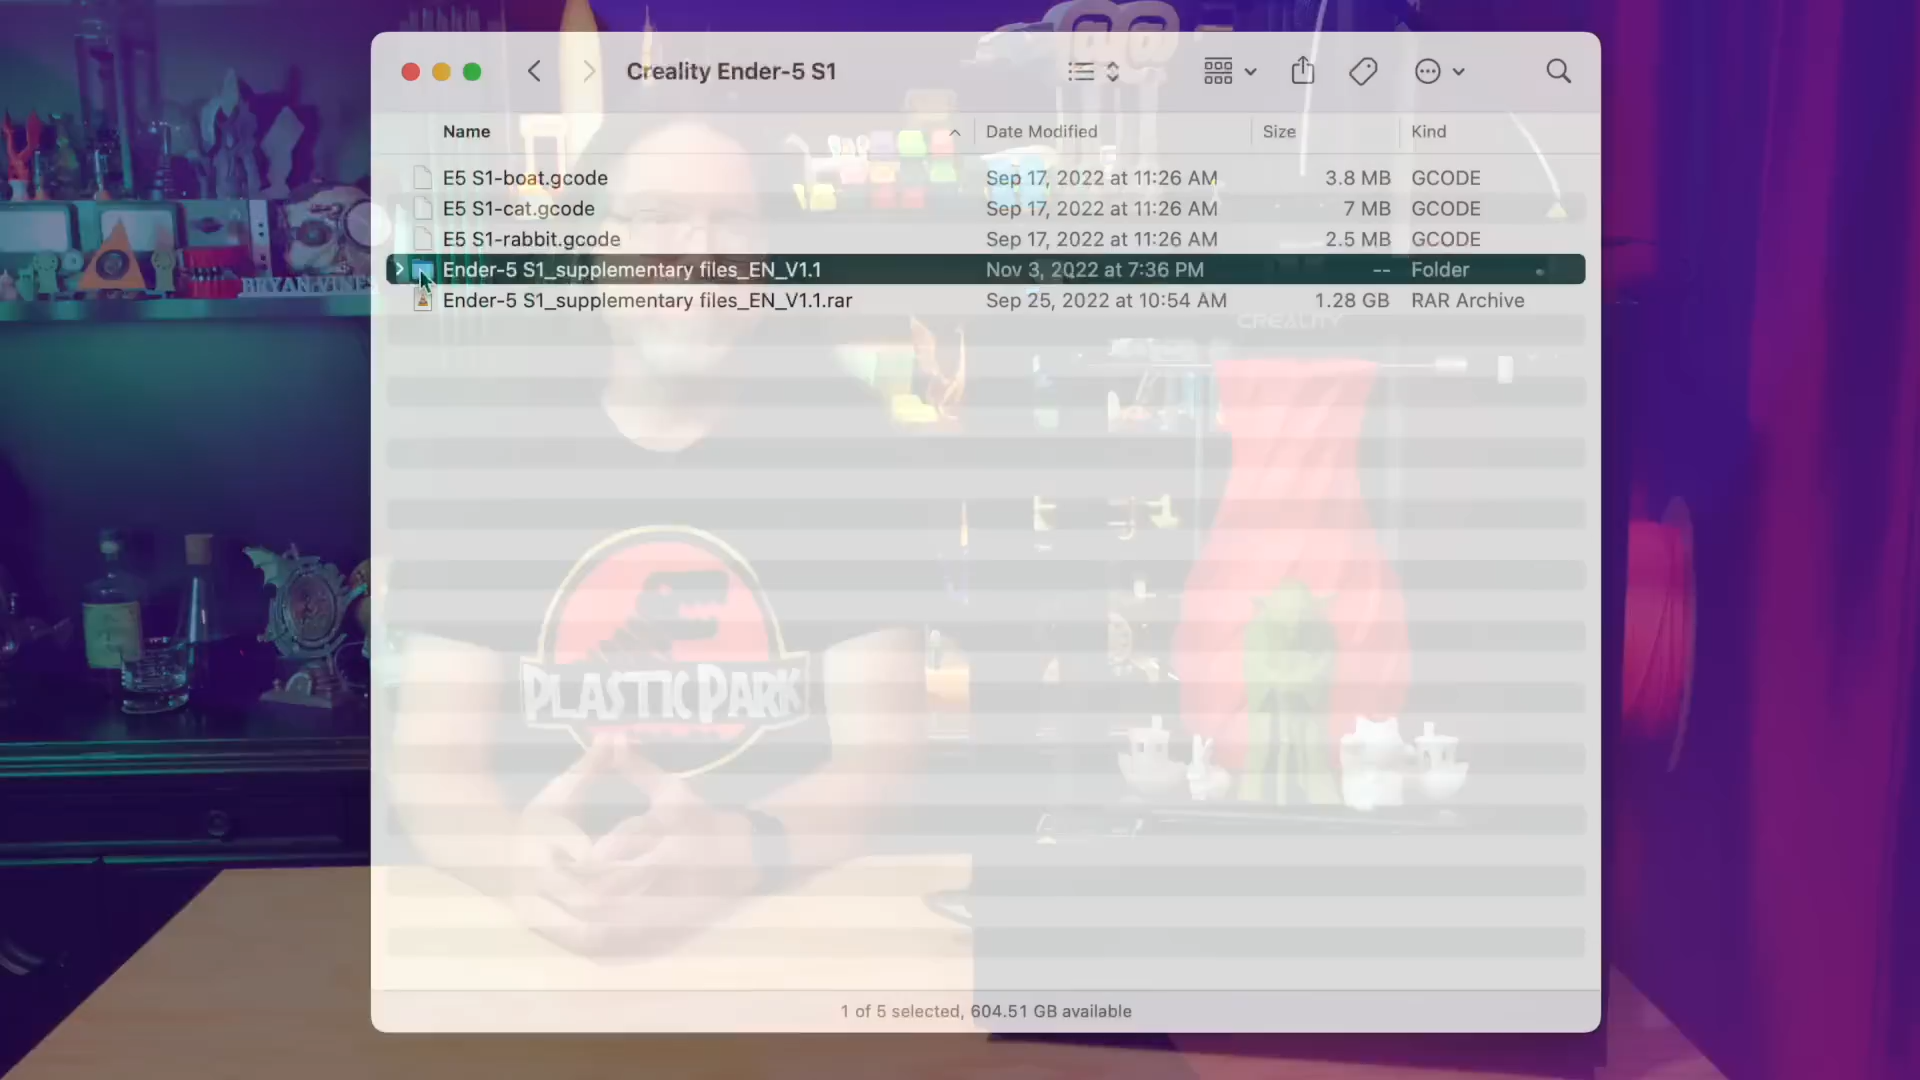 Creality Ender-5 S1
Name Date Modified Size Kind
E5 S1-boat.gcode Sep 17, 2022 at 11:26 AM 3.8 MB GCODE
E5 S1-cat.gcode Sep 17, 2022 at 11:26 AM 7 MB GCODE
E5 S1-rabbit.gcode Sep 17, 2022 at 11:26 AM 2.5 MB GCODE
Ender-5 S1_supplementary files_EN_V1.1 Nov 3, 2022 at 7:36 PM -- Folder
Ender-5 S1_supplementary files_EN_V1.1.rar Sep 25, 2022 at 10:54 AM 1.28 GB RAR Archive
BRYAN VINES
CREALITY
PLASTIC PARK
1 of 5 selected, 604.51 GB available